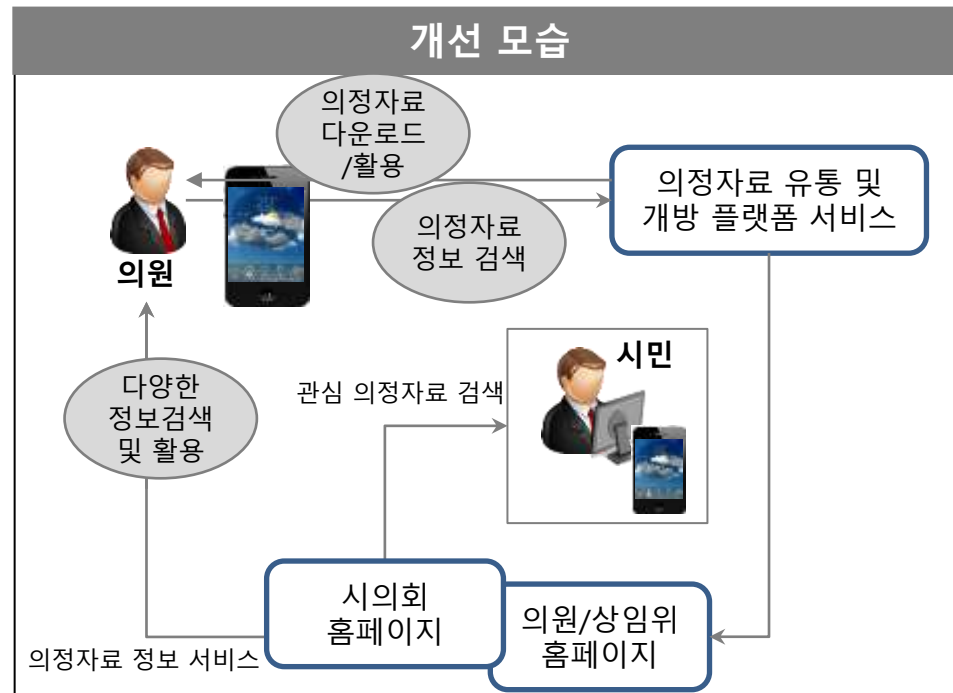 개선 모습
의정자료
다운로드
/활용
의정자료 유통 및
개방 플랫폼 서비스
의정자료
정보 검색
의원
시민
다양한
정보검색
및 활용
관심 의정자료 검색
시의회
홈페이지
의원/상임위
홈페이지
의정자료 정보 서비스